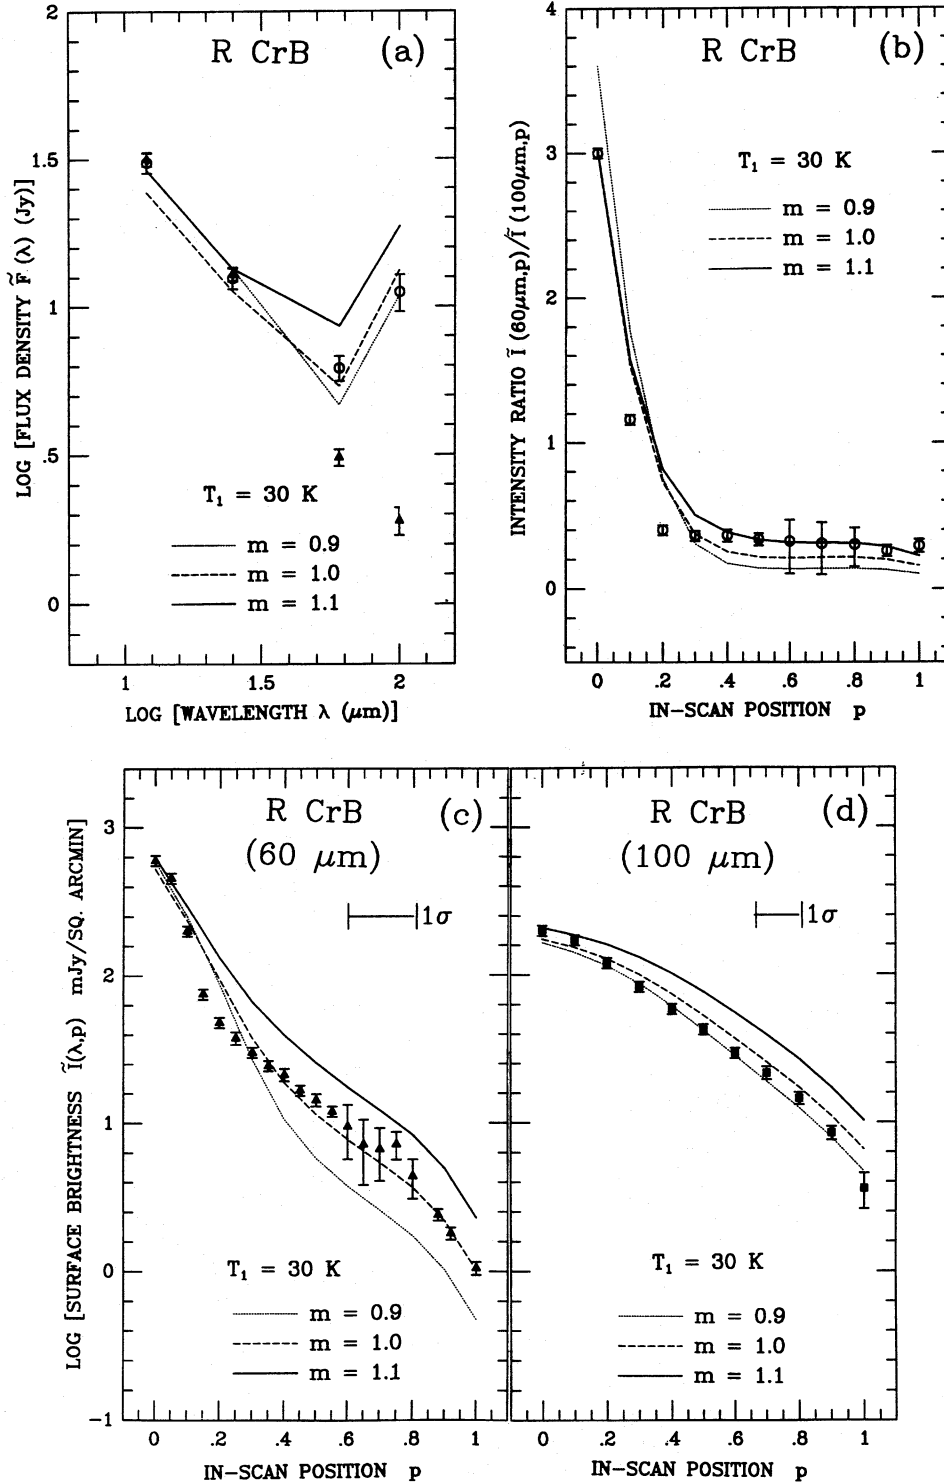 R CrB (a)
2
1.5
1
.5
0
LOG [FLUX DENSITY F̃ (λ) (Jy)]
T₁ = 30 K
m = 0.9
m = 1.0
m = 1.1
1 1.5 2
LOG [WAVELENGTH λ (μm)]
R CrB (b)
4
3
2
1
0
INTENSITY RATIO Ĩ (60μm,p)/Ĩ (100μm,p)
T₁ = 30 K
m = 0.9
m = 1.0
m = 1.1
0 .2 .4 .6 .8 1
IN-SCAN POSITION p
R CrB (c)
(60 μm)
1σ
3
2
1
0
-1
LOG [SURFACE BRIGHTNESS Ĩ(λ,p) mJy/SQ. ARCMIN]
T₁ = 30 K
m = 0.9
m = 1.0
m = 1.1
0 .2 .4 .6 .8 1
IN-SCAN POSITION p
R CrB (d)
(100 μm)
1σ
T₁ = 30 K
m = 0.9
m = 1.0
m = 1.1
0 .2 .4 .6 .8 1
IN-SCAN POSITION p